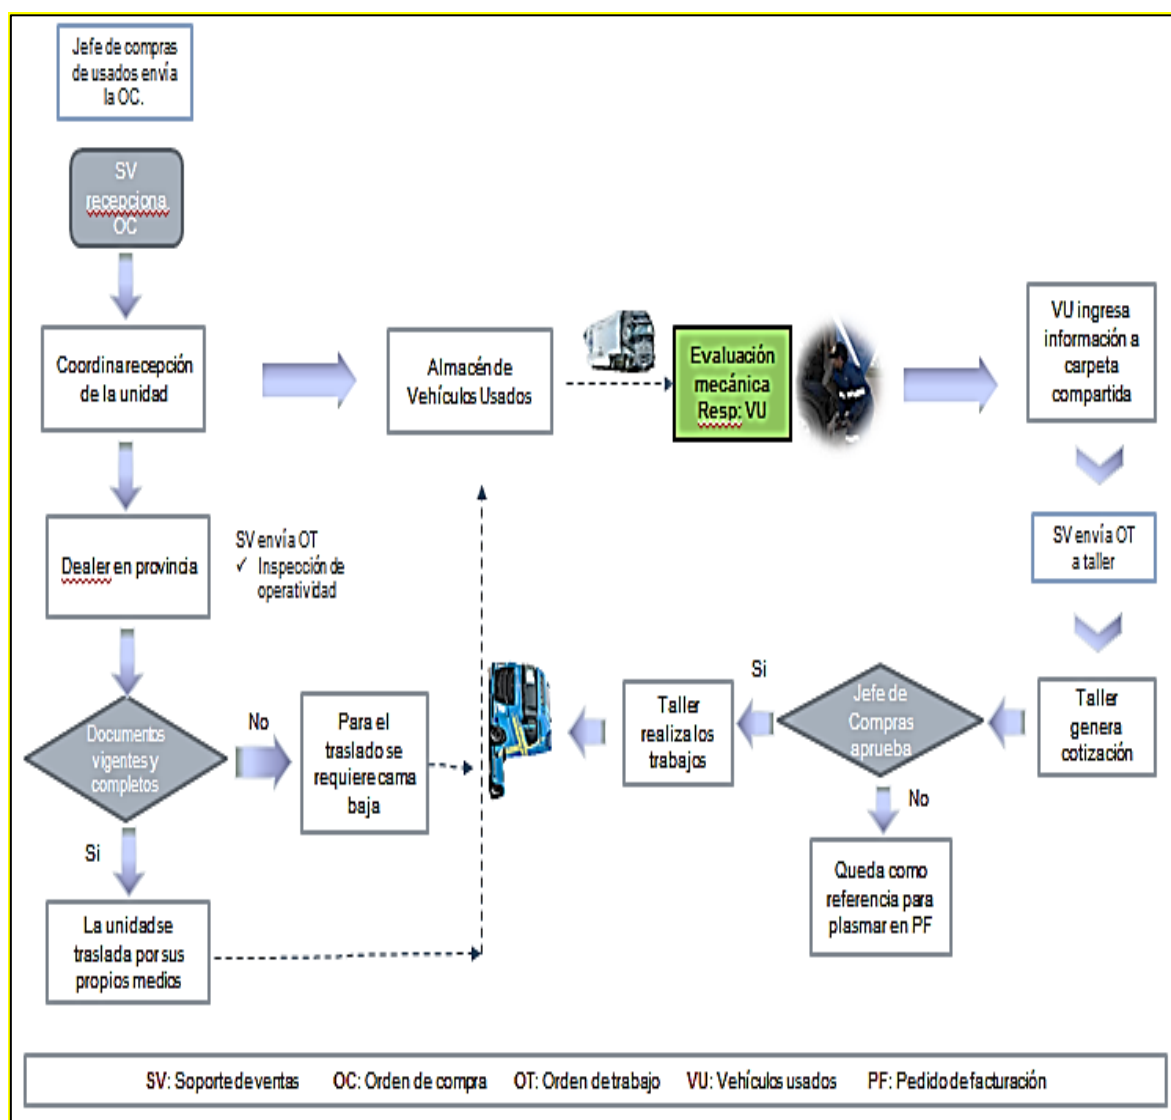 Jefe de compras
de usados envía
la OC.
SV
recepciona
OC
Coordina recepción
de la unidad
Almacén de
Vehículos Usados
Evaluación
mecánica
Resp: VU
VU ingresa
información a
carpeta
compartida
Dealer en provincia
SV envía OT
✓ Inspección de
operatividad
SV envía OT
a taller
Documentos
vigentes y
completos
No
Para el
traslado se
requiere cama
baja
Taller
realiza los
trabajos
Si
Jefe de
Compras
aprueba
Taller
genera
cotización
No
Queda como
referencia para
plasmar en PF
Si
La unidad se
traslada por sus
propios medios
SV: Soporte de ventas OC: Orden de compra OT: Orden de trabajo VU: Vehículos usados PF: Pedido de facturación